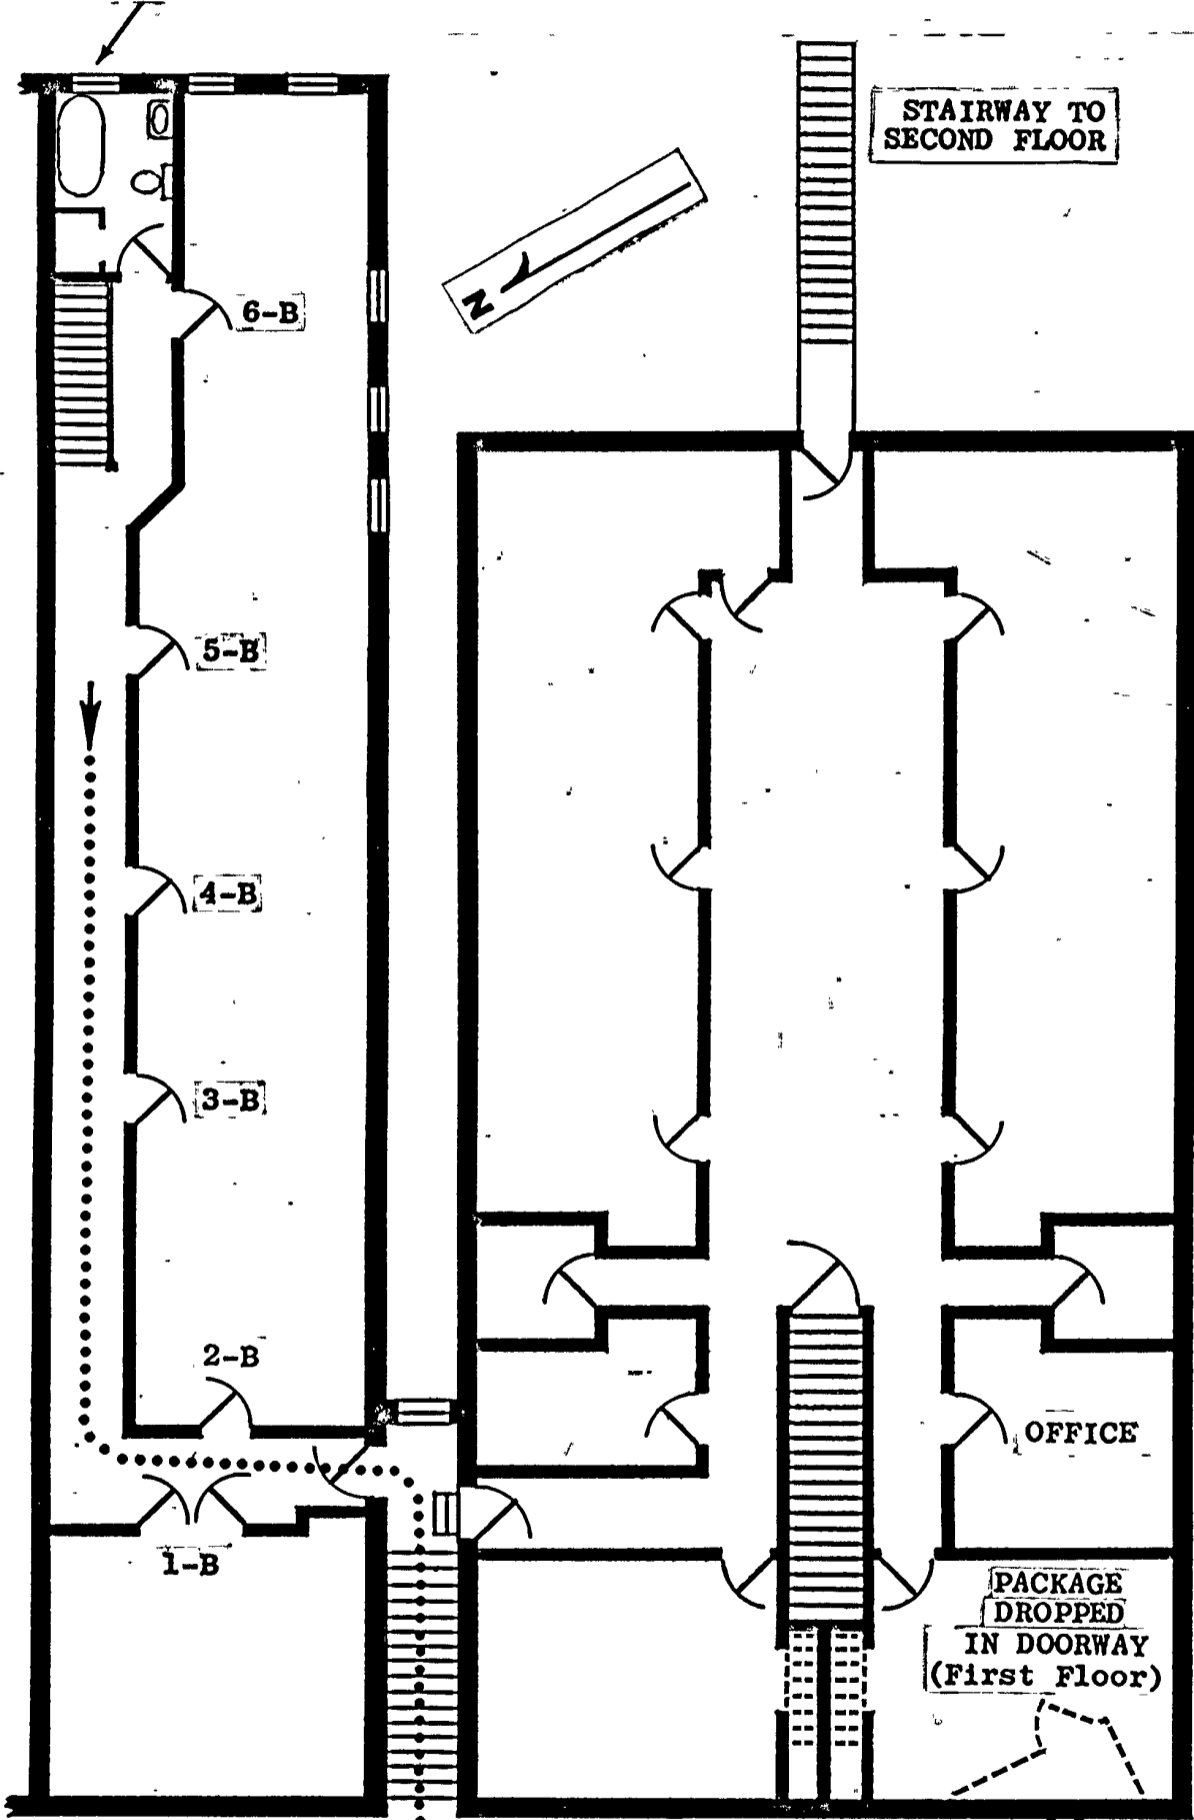 STAIRWAY TO
SECOND FLOOR
N
6-B
5-B
4-B
3-B
2-B
1-B
OFFICE
PACKAGE
DROPPED
IN DOORWAY
(First Floor)